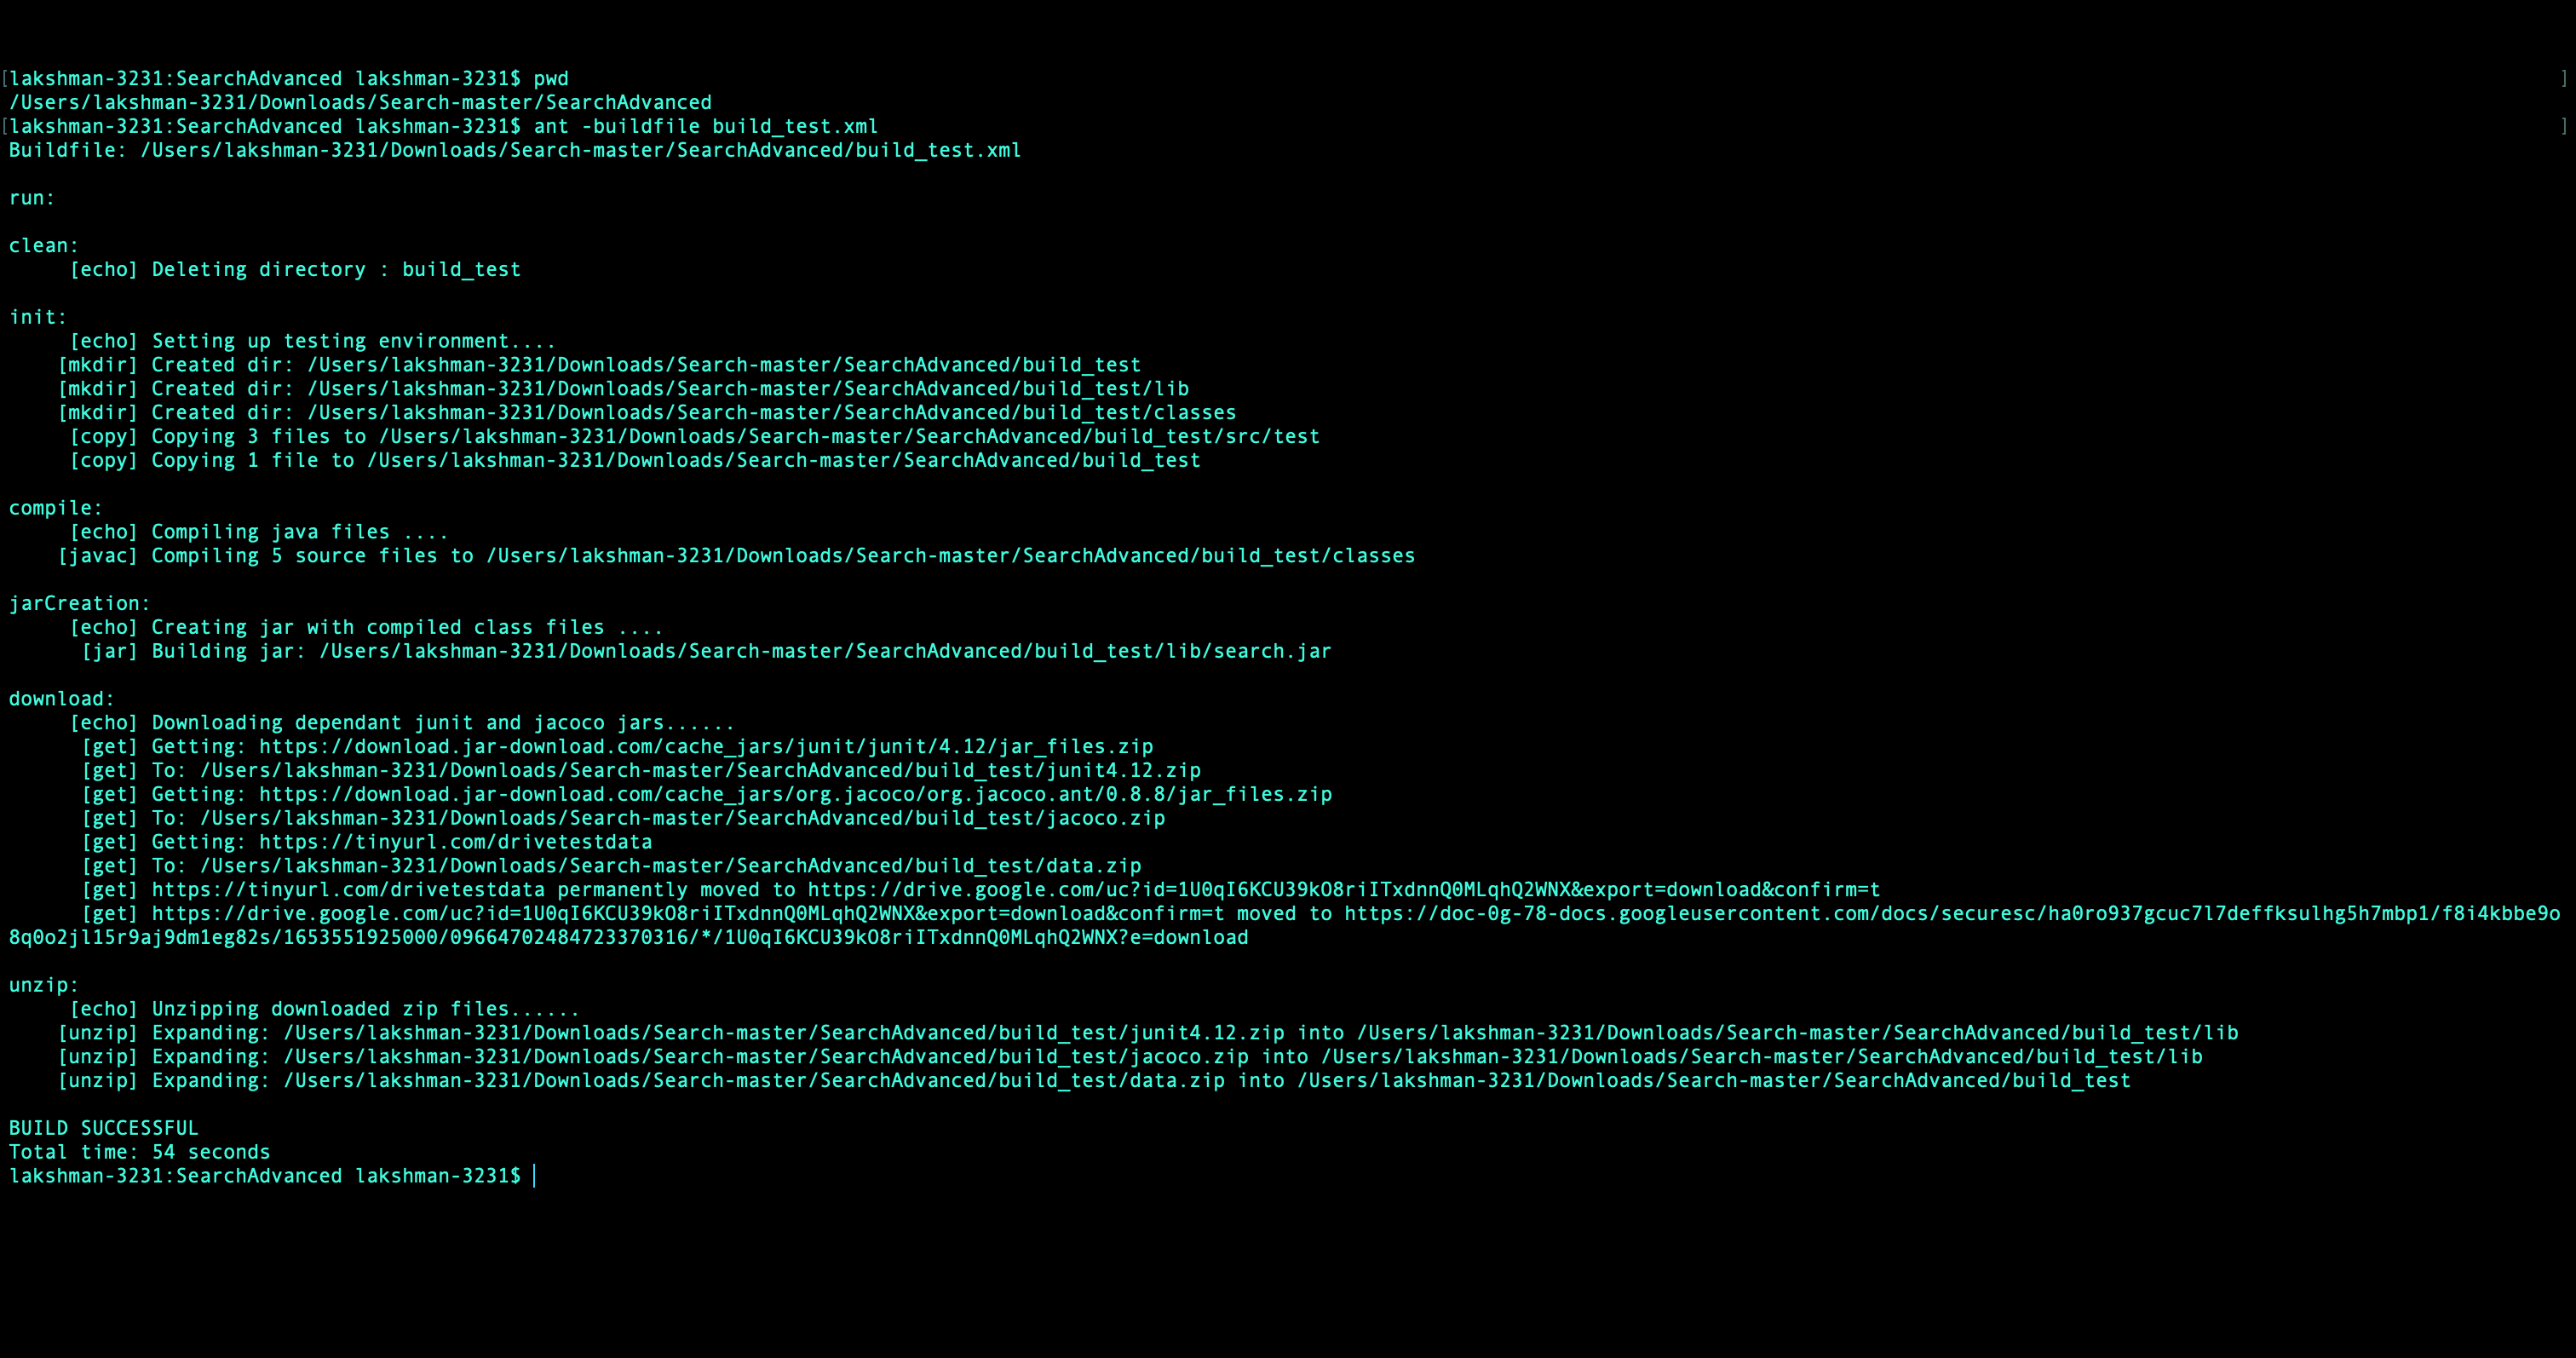 [lakshman-3231:SearchAdvanced lakshman-3231$ pwd ]
/Users/lakshman-3231/Downloads/Search-master/SearchAdvanced
[lakshman-3231:SearchAdvanced lakshman-3231$ ant -buildfile build_test.xml ]
Buildfile: /Users/lakshman-3231/Downloads/Search-master/SearchAdvanced/build_test.xml
run:
clean:
[echo] Deleting directory : build_test
init:
[echo] Setting up testing environment....
[mkdir] Created dir: /Users/lakshman-3231/Downloads/Search-master/SearchAdvanced/build_test
[mkdir] Created dir: /Users/lakshman-3231/Downloads/Search-master/SearchAdvanced/build_test/lib
[mkdir] Created dir: /Users/lakshman-3231/Downloads/Search-master/SearchAdvanced/build_test/classes
[copy] Copying 3 files to /Users/lakshman-3231/Downloads/Search-master/SearchAdvanced/build_test/src/test
[copy] Copying 1 file to /Users/lakshman-3231/Downloads/Search-master/SearchAdvanced/build_test
compile:
[echo] Compiling java files ....
[javac] Compiling 5 source files to /Users/lakshman-3231/Downloads/Search-master/SearchAdvanced/build_test/classes
jarCreation:
[echo] Creating jar with compiled class files ....
[jar] Building jar: /Users/lakshman-3231/Downloads/Search-master/SearchAdvanced/build_test/lib/search.jar
download:
[echo] Downloading dependant junit and jacoco jars......
[get] Getting: https://download.jar-download.com/cache_jars/junit/junit/4.12/jar_files.zip
[get] To: /Users/lakshman-3231/Downloads/Search-master/SearchAdvanced/build_test/junit4.12.zip
[get] Getting: https://download.jar-download.com/cache_jars/org.jacoco/org.jacoco.ant/0.8.8/jar_files.zip
[get] To: /Users/lakshman-3231/Downloads/Search-master/SearchAdvanced/build_test/jacoco.zip
[get] Getting: https://tinyurl.com/drivetestdata
[get] To: /Users/lakshman-3231/Downloads/Search-master/SearchAdvanced/build_test/data.zip
[get] https://tinyurl.com/drivetestdata permanently moved to https://drive.google.com/uc?id=1U0qI6KCU39kO8riITxdnnQ0MLqhQ2WNX&export=download&confirm=t
[get] https://drive.google.com/uc?id=1U0qI6KCU39kO8riITxdnnQ0MLqhQ2WNX&export=download&confirm=t moved to https://doc-0g-78-docs.googleusercontent.com/docs/securesc/ha0ro937gcuc7l7deffksulhg5h7mbp1/f8i4kbbe9o
8q0o2jl15r9aj9dm1eg82s/1653551925000/09664702484723370316/*/1U0qI6KCU39kO8riITxdnnQ0MLqhQ2WNX?e=download
unzip:
[echo] Unzipping downloaded zip files......
[unzip] Expanding: /Users/lakshman-3231/Downloads/Search-master/SearchAdvanced/build_test/junit4.12.zip into /Users/lakshman-3231/Downloads/Search-master/SearchAdvanced/build_test/lib
[unzip] Expanding: /Users/lakshman-3231/Downloads/Search-master/SearchAdvanced/build_test/jacoco.zip into /Users/lakshman-3231/Downloads/Search-master/SearchAdvanced/build_test/lib
[unzip] Expanding: /Users/lakshman-3231/Downloads/Search-master/SearchAdvanced/build_test/data.zip into /Users/lakshman-3231/Downloads/Search-master/SearchAdvanced/build_test
BUILD SUCCESSFUL
Total time: 54 seconds
lakshman-3231:SearchAdvanced lakshman-3231$